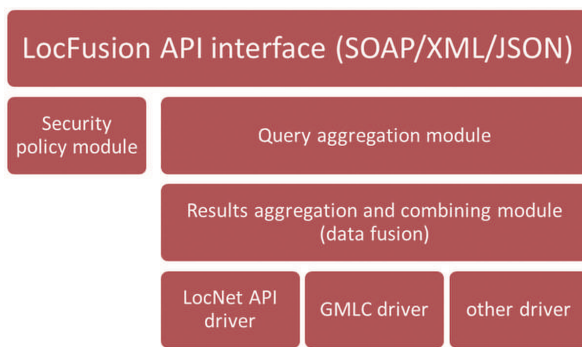 LocFusion API interface (SOAP/XML/JSON)
Security
policy module
Query aggregation module
Results aggregation and combining module
(data fusion)
LocNet API
driver
GMLC driver
other driver